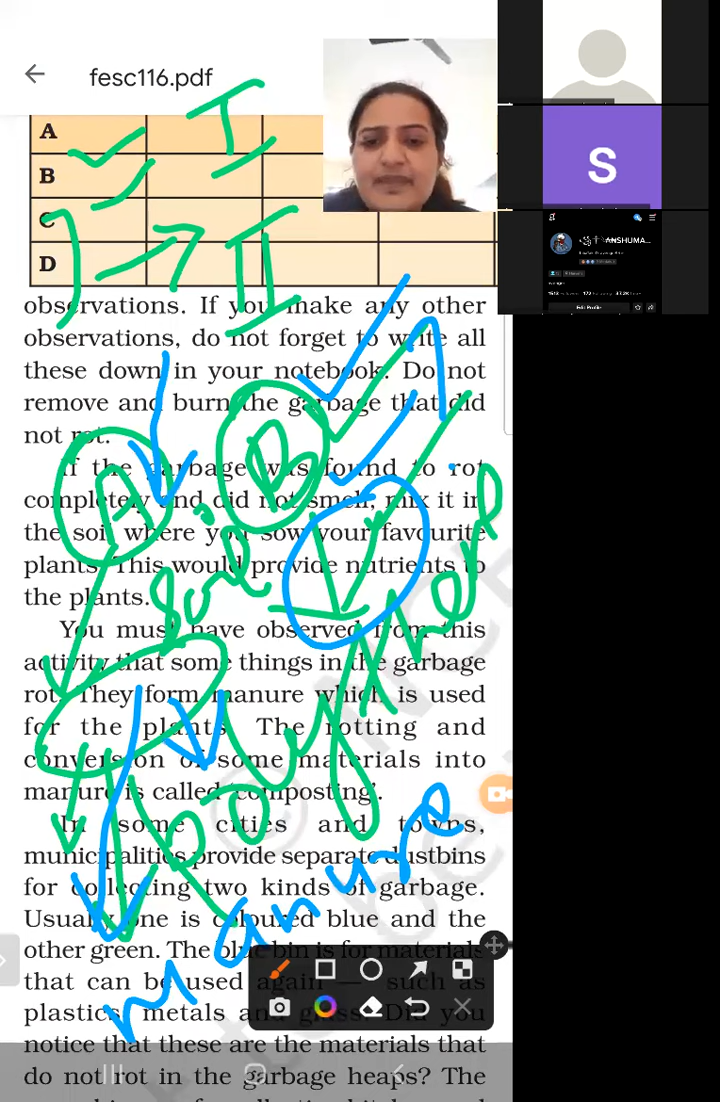 fesc116.pdf
A
B
C
D
I
II
S
ANSHUMA...
Edit Profile
observations. If you make any other
observations, do not forget to write all
these down in your notebook. Do not
remove and burn the garbage that did
not rot.
If the garbage was found to rot
completely and did not smell, mix it in
the soil where you sow your favourite
plants. This would provide nutrients to
the plants.
You must have observed from this
activity that some things in the garbage
rot. They form manure which is used
for the plants. The rotting and
conversion of some materials into
manure is called 'composting'.
In some cities and towns,
municipalities provide separate dustbins
for collecting two kinds of garbage.
Usually one is coloured blue and the
other green. The blue bin is for materials
that can be used again — such as
plastics, metals and glass. Did you
notice that these are the materials that
do not rot in the garbage heaps? The
A
B
Soil
polythene
manure